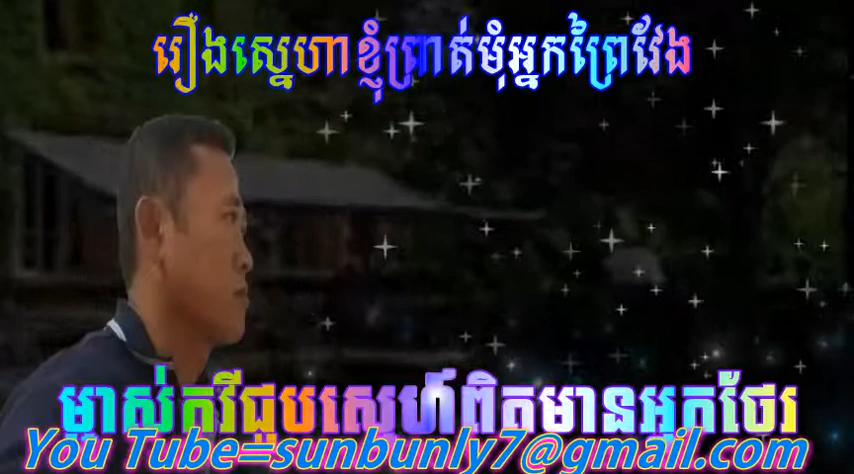 រឿងស្នេហាខ្ញុំព្រាត់មុំអ្នកព្រៃវែង
ម្ចាស់កវីជួបស្នេហ៍ពិតមានអ្នកថែរ
You Tube=sunbunly7@gmail.com